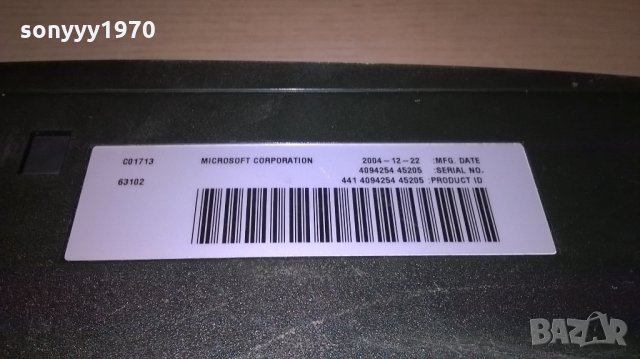 sonyyy1970
C01713 MICROSOFT CORPORATION 2004-12-22 :MFG. DATE
4094254 45205 :SERIAL NO.
63102 441 4094254 45205 :PRODUCT ID
BAZAR